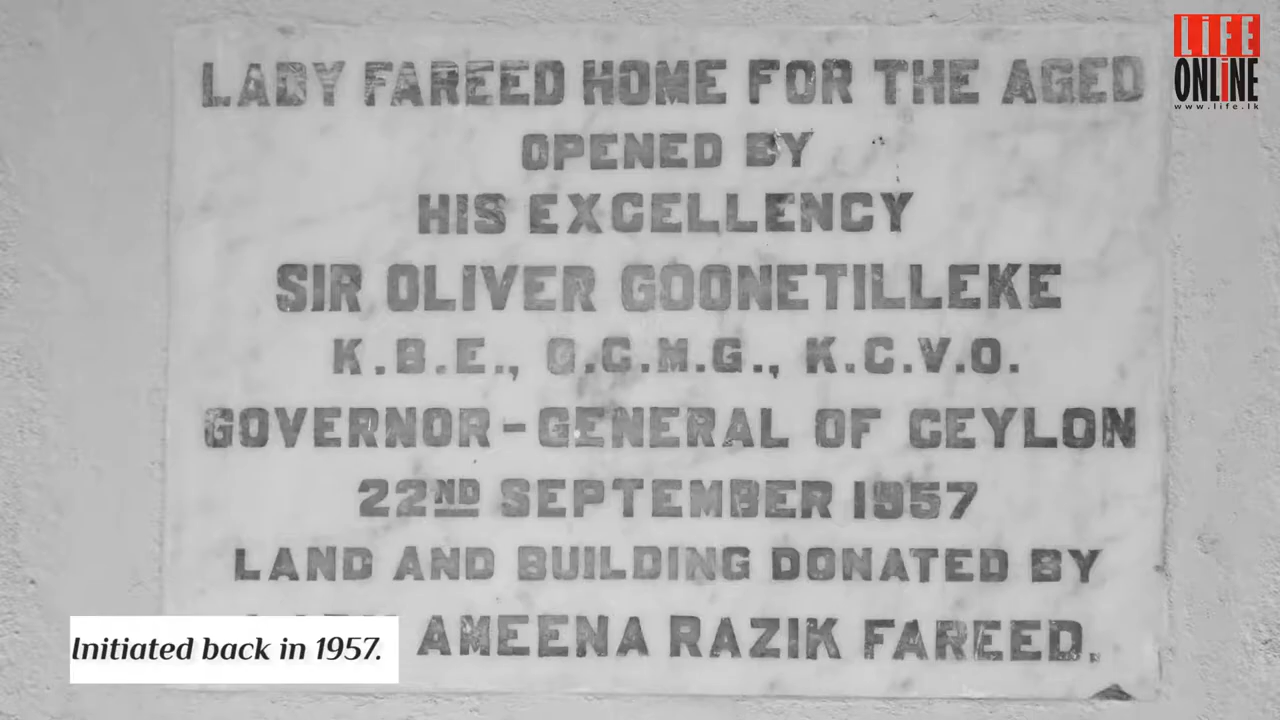 LIFE
ONLINE
www.life.lk
LADY FAREED HOME FOR THE AGED
OPENED BY
HIS EXCELLENCY
SIR OLIVER GOONETILLEKE
K.B.E., G.C.M.G., K.C.V.O.
GOVERNOR-GENERAL OF CEYLON
22ND SEPTEMBER 1957
LAND AND BUILDING DONATED BY
AMEENA RAZIK FAREED.
Initiated back in 1957.